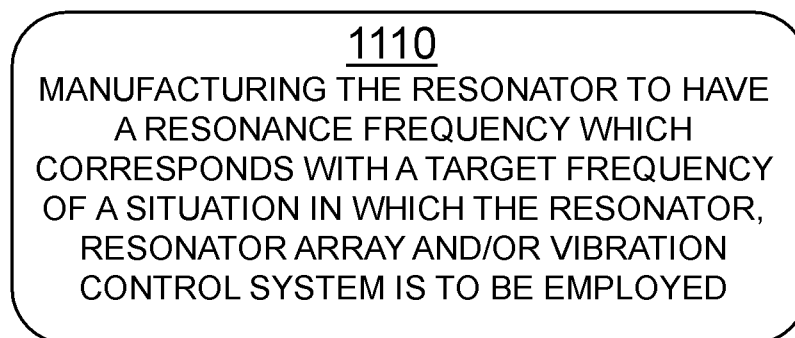 1110
MANUFACTURING THE RESONATOR TO HAVE
A RESONANCE FREQUENCY WHICH
CORRESPONDS WITH A TARGET FREQUENCY
OF A SITUATION IN WHICH THE RESONATOR,
RESONATOR ARRAY AND/OR VIBRATION
CONTROL SYSTEM IS TO BE EMPLOYED